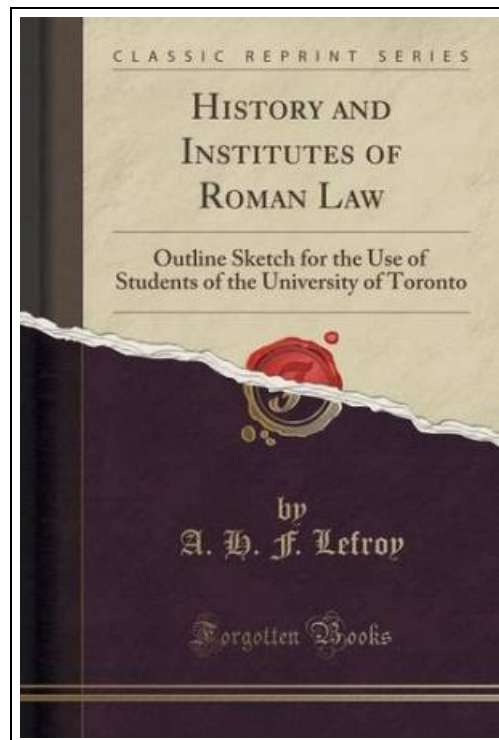 CLASSIC REPRINT SERIES
HISTORY AND
INSTITUTES OF
ROMAN LAW
Outline Sketch for the Use of
Students of the University of Toronto
F
by
A. H. F. Lefroy
Forgotten Books